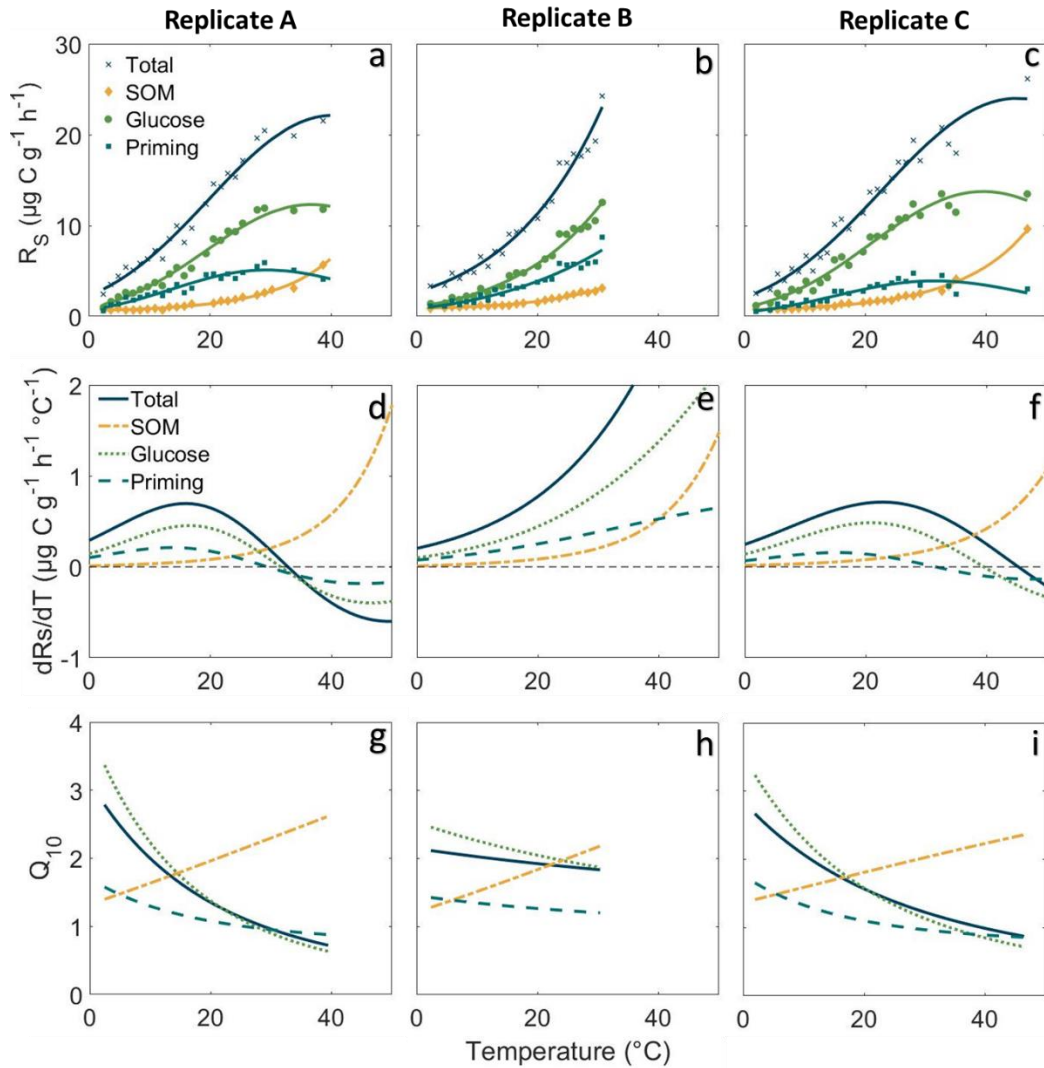 Replicate A Replicate B Replicate C
30 a b c
× Total
SOM
Glucose
Priming
20
10
0
R_S (μg C g⁻¹ h⁻¹)
0 20 40 0 20 40 0 20 40
2 d e f
Total
SOM
Glucose
Priming
1
0
-1
dRs/dT (μg C g⁻¹ h⁻¹ °C⁻¹)
0 20 40 0 20 40 0 20 40
4 g h i
3
2
1
0
Q₁₀
0 20 40 0 20 40 0 20 40
Temperature (°C)